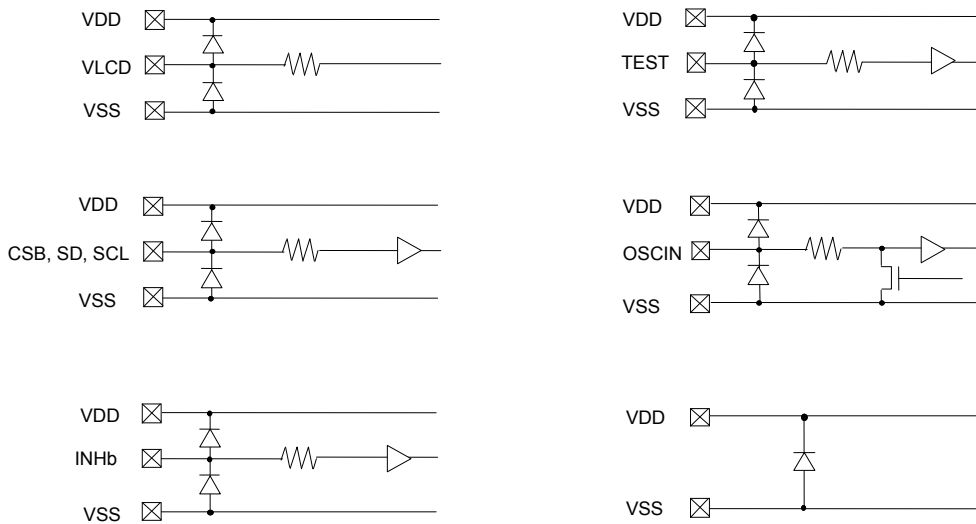 VDD
VLCD
VSS
VDD
TEST
VSS
VDD
CSB, SD, SCL
VSS
VDD
OSCIN
VSS
VDD
INHb
VSS
VDD
VSS